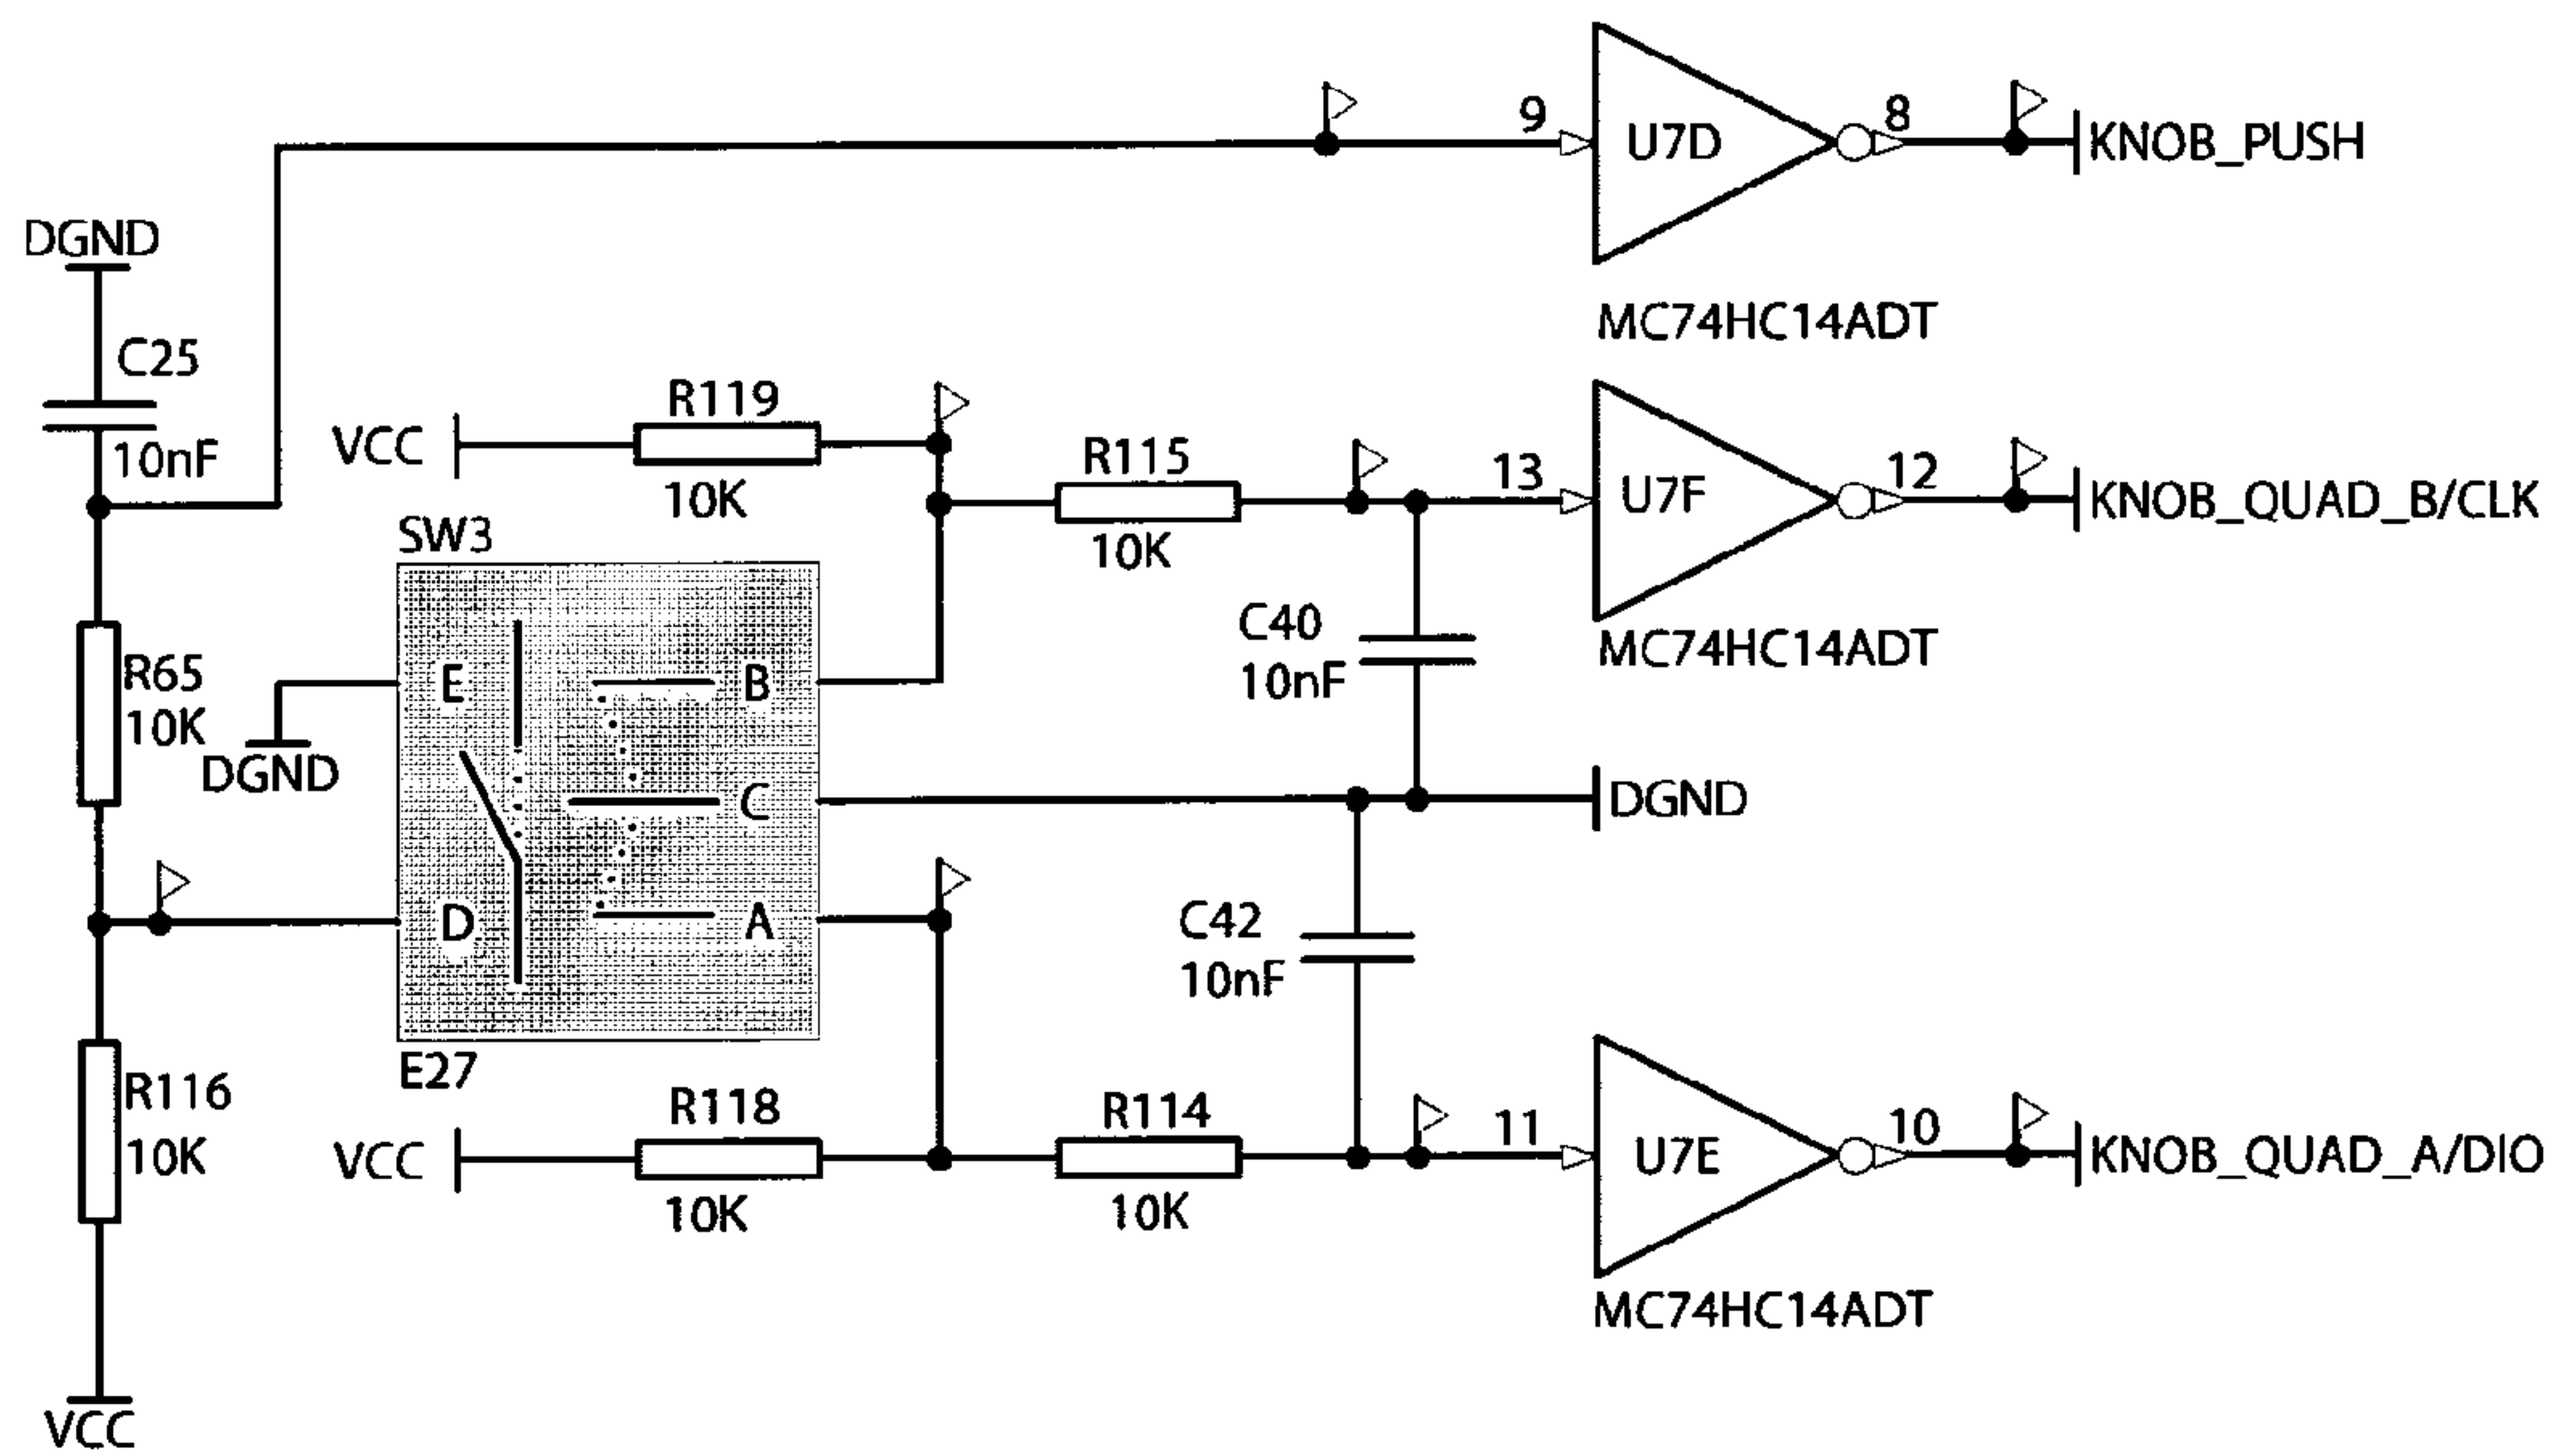 9
U7D
8
KNOB_PUSH
DGND
MC74HC14ADT
C25
10nF
R119
VCC
10K
R115
10K
13
U7F
12
KNOB_QUAD_B/CLK
SW3
C40
10nF
MC74HC14ADT
R65
10K
E
B
DGND
C
DGND
D
A
C42
10nF
E27
R116
10K
R118
VCC
10K
R114
10K
11
U7E
10
KNOB_QUAD_A/DIO
MC74HC14ADT
VCC